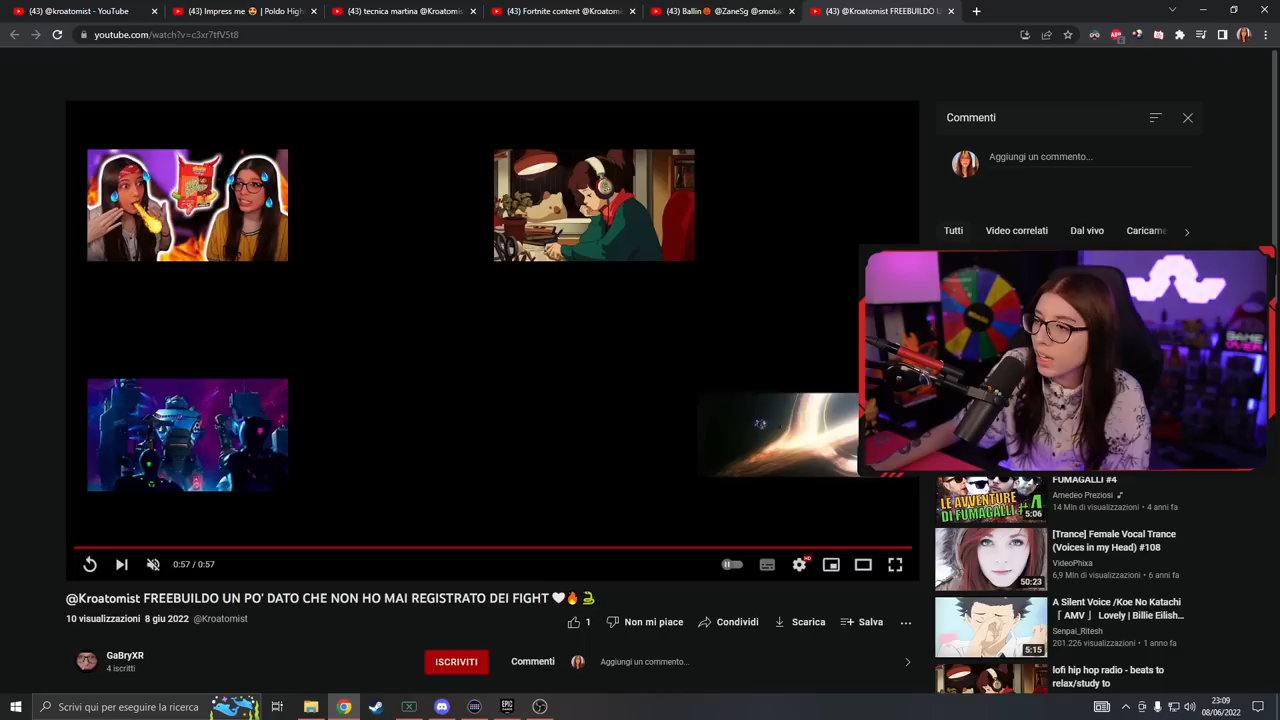 (43) @kroatomist - YouTube
(43) Impress me 🤩 | Poldo High
(43) tecnica martina @Kroatomis
(43) Fortnite content @Kroatomi
(43) Ballin🏀 @ZaneSg @smoke
(43) @Kroatomist FREEBUILDO U
youtube.com/watch?v=c3xr7tfV5t8
Commenti
Aggiungi un commento...
Tutti
Video correlati
Dal vivo
Caricame
GAME OVER
FUMAGALLI #4
Amedeo Preziosi
14 Mln di visualizzazioni • 4 anni fa
LE AVVENTURE
DI FUMAGALLI #4
5:06
[Trance] Female Vocal Trance
(Voices in my Head) #108
VideoPhixa
6,9 Mln di visualizzazioni • 6 anni fa
50:23
A Silent Voice /Koe No Katachi
「 AMV 」 Lovely | Billie Eilish...
Senpai_Ritesh
201.226 visualizzazioni • 1 anno fa
5:15
lofi hip hop radio - beats to
relax/study to
0:57 / 0:57
HD
@Kroatomist FREEBUILDO UN PO' DATO CHE NON HO MAI REGISTRATO DEI FIGHT 🤍🔥🐍
10 visualizzazioni 8 giu 2022 @Kroatomist
1
Non mi piace
Condividi
Scarica
Salva
GaBryXR
4 iscritti
ISCRIVITI
Commenti
Aggiungi un commento...
Scrivi qui per eseguire la ricerca
EPIC
23:09
08/06/2022